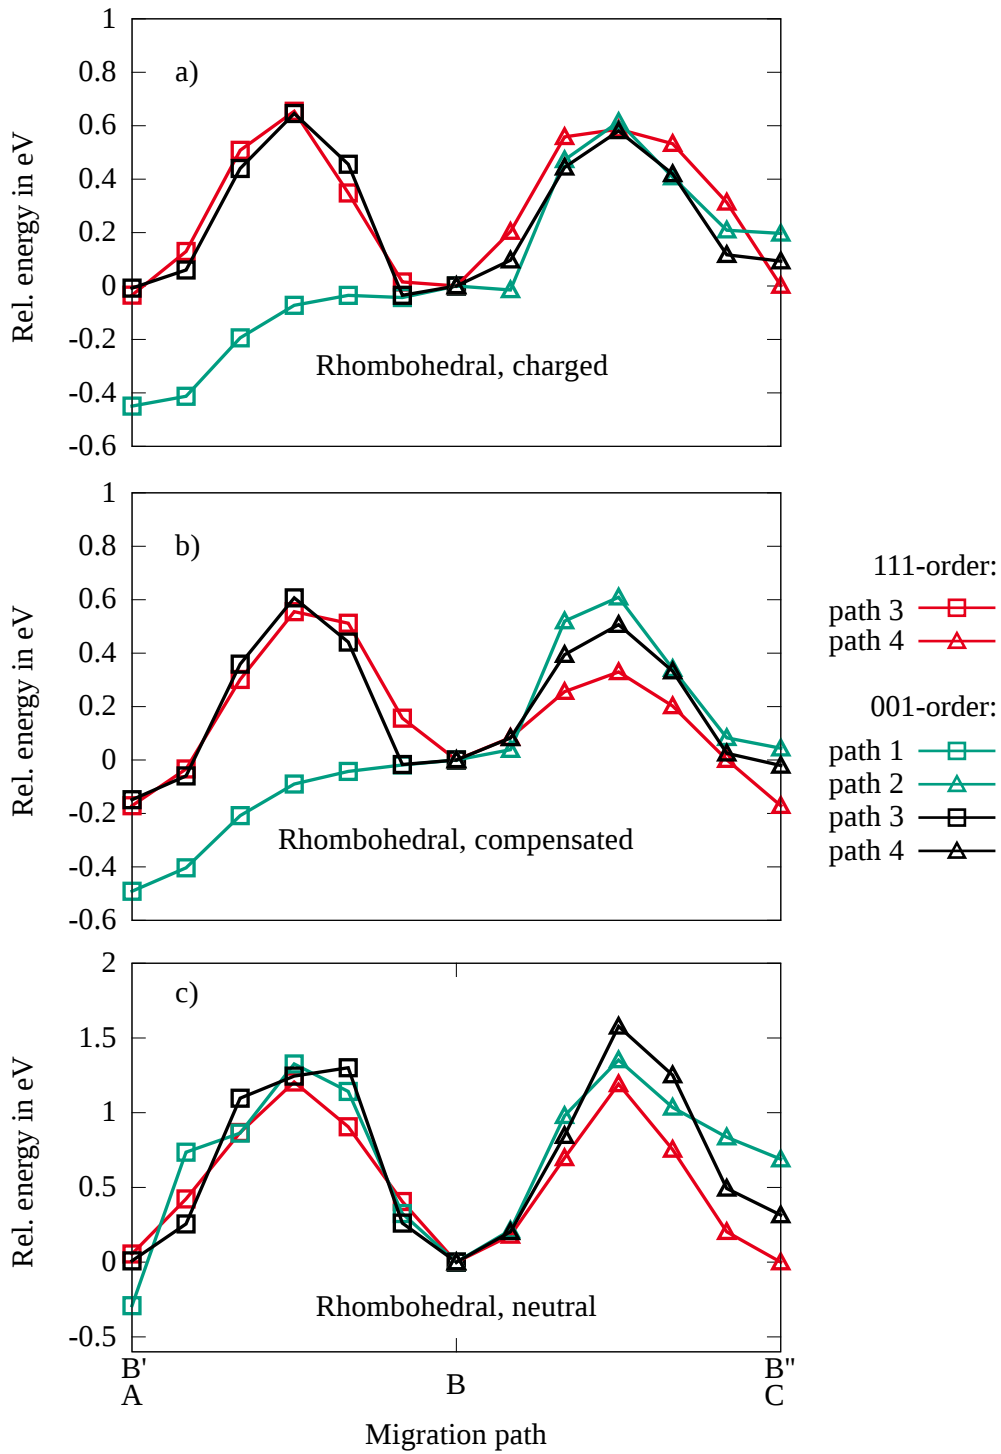 1
0.8
a)
0.6
0.4
0.2
0
-0.2
-0.4
-0.6
Rel. energy in eV
Rhombohedral, charged
1
0.8
b)
0.6
0.4
0.2
0
-0.2
-0.4
-0.6
Rel. energy in eV
Rhombohedral, compensated
111-order:
path 3
path 4
001-order:
path 1
path 2
path 3
path 4
2
c)
1.5
1
0.5
0
-0.5
Rel. energy in eV
Rhombohedral, neutral
B' B B"
A C
Migration path